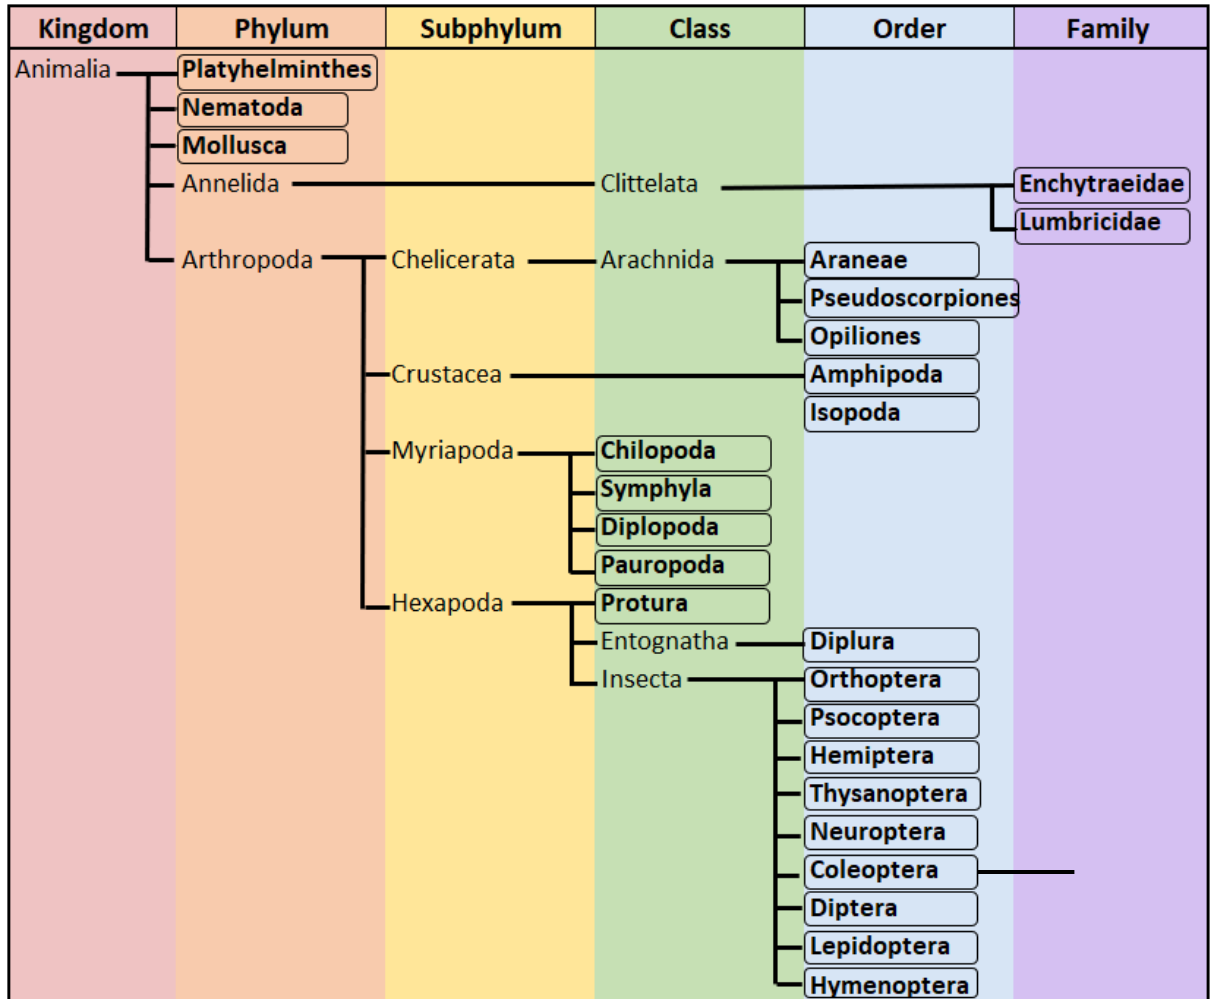 Kingdom Phylum Subphylum Class Order Family
Animalia Platyhelminthes
Nematoda
Mollusca
Annelida Clittelata Enchytraeidae
Lumbricidae
Arthropoda Chelicerata Arachnida Araneae
Pseudoscorpiones
Opiliones
Crustacea Amphipoda
Isopoda
Myriapoda Chilopoda
Symphyla
Diplopoda
Pauropoda
Hexapoda Protura
Entognatha Diplura
Insecta Orthoptera
Psocoptera
Hemiptera
Thysanoptera
Neuroptera
Coleoptera
Diptera
Lepidoptera
Hymenoptera